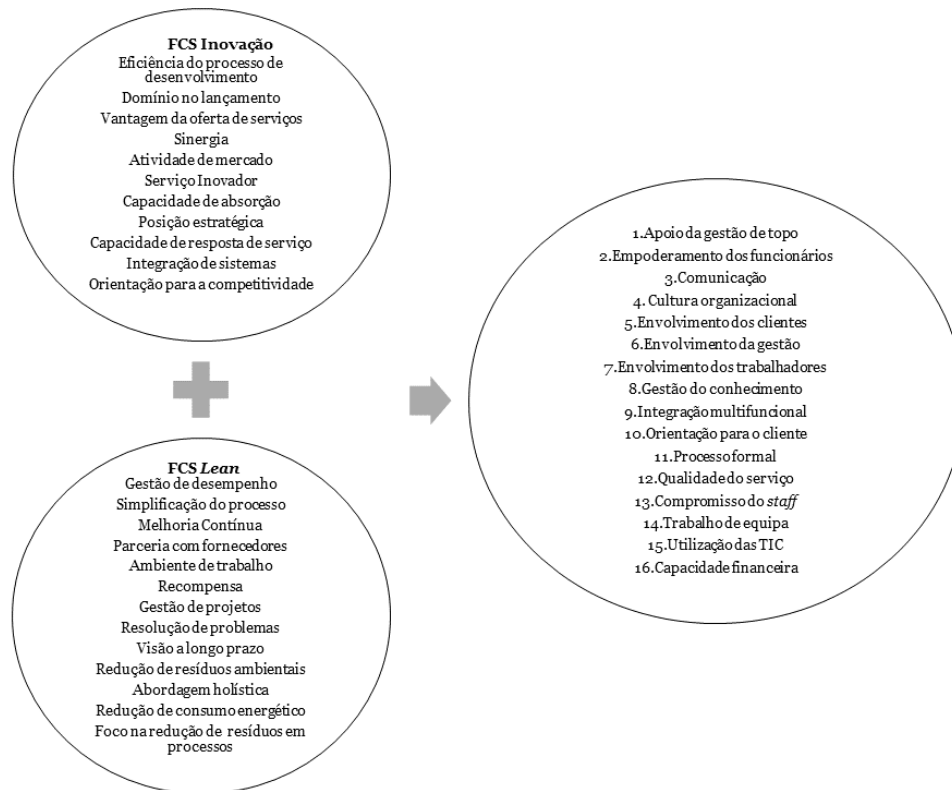 FCS Inovação
Eficiência do processo de
desenvolvimento
Domínio no lançamento
Vantagem da oferta de serviços
Sinergia
Atividade de mercado
Serviço Inovador
Capacidade de absorção
Posição estratégica
Capacidade de resposta de serviço
Integração de sistemas
Orientação para a competitividade
FCS Lean
Gestão de desempenho
Simplificação do processo
Melhoria Contínua
Parceria com fornecedores
Ambiente de trabalho
Recompensa
Gestão de projetos
Resolução de problemas
Visão a longo prazo
Redução de resíduos ambientais
Abordagem holística
Redução de consumo energético
Foco na redução de resíduos em
processos
1.Apoio da gestão de topo
2.Empoderamento dos funcionários
3.Comunicação
4. Cultura organizacional
5.Envolvimento dos clientes
6.Envolvimento da gestão
7.Envolvimento dos trabalhadores
8.Gestão do conhecimento
9.Integração multifuncional
10.Orientação para o cliente
11.Processo formal
12.Qualidade do serviço
13.Compromisso do staff
14.Trabalho de equipa
15.Utilização das TIC
16.Capacidade financeira